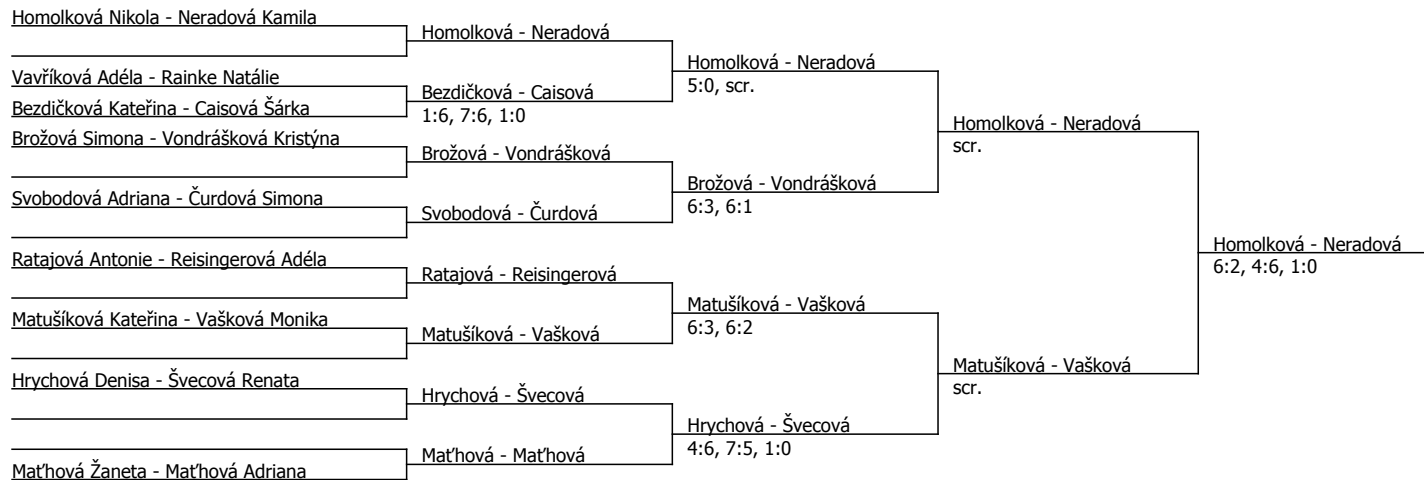 Homolková Nikola - Neradová Kamila
Vavříková Adéla - Rainke Natálie
Bezdičková Kateřina - Caisová Šárka
Brožová Simona - Vondrášková Kristýna
Svobodová Adriana - Čurdová Simona
Ratajová Antonie - Reisingerová Adéla
Matušíková Kateřina - Vašková Monika
Hrychová Denisa - Švecová Renata
Maťhová Žaneta - Maťhová Adriana
Homolková - Neradová
Bezdičková - Caisová
1:6, 7:6, 1:0
Brožová - Vondrášková
Svobodová - Čurdová
Ratajová - Reisingerová
Matušíková - Vašková
Hrychová - Švecová
Maťhová - Maťhová
Homolková - Neradová
5:0, scr.
Brožová - Vondrášková
6:3, 6:1
Matušíková - Vašková
6:3, 6:2
Hrychová - Švecová
4:6, 7:5, 1:0
Homolková - Neradová
scr.
Matušíková - Vašková
scr.
Homolková - Neradová
6:2, 4:6, 1:0